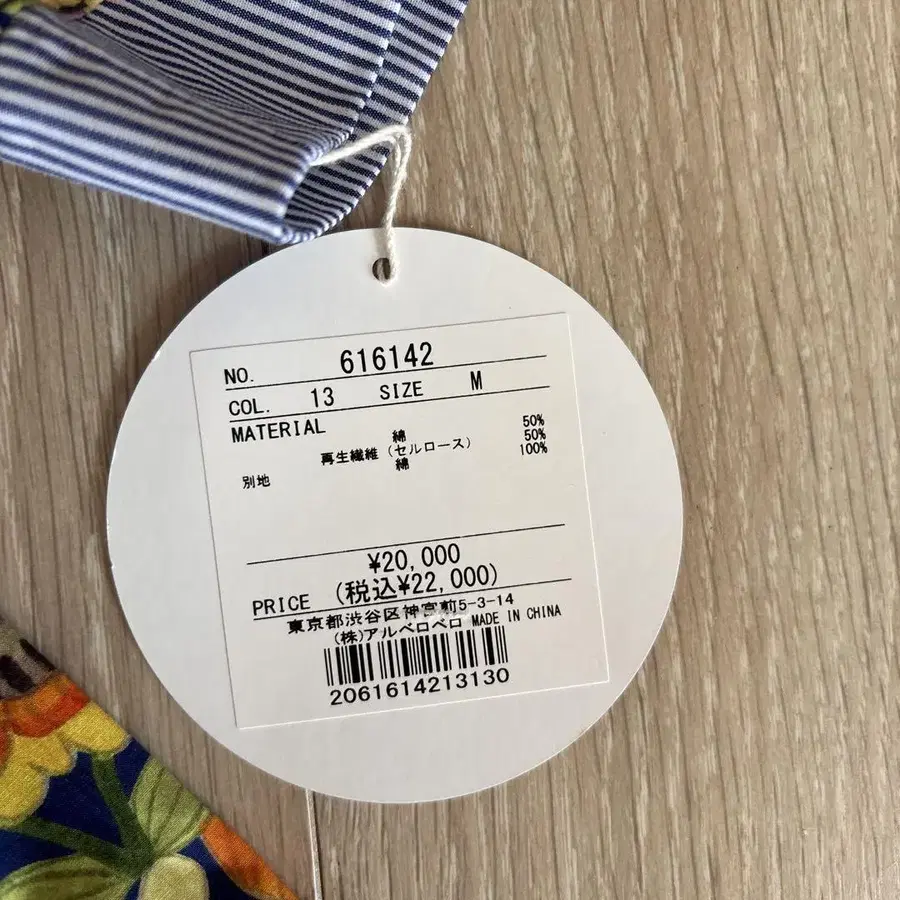 NO. 616142
COL. 13 SIZE M
MATERIAL 綿 50%
再生繊維 (セルロース) 50%
別地 綿 100%
¥20,000
PRICE (税込¥22,000)
東京都渋谷区神宮前5-3-14
(株)アルベロベロ MADE IN CHINA
2061614213130